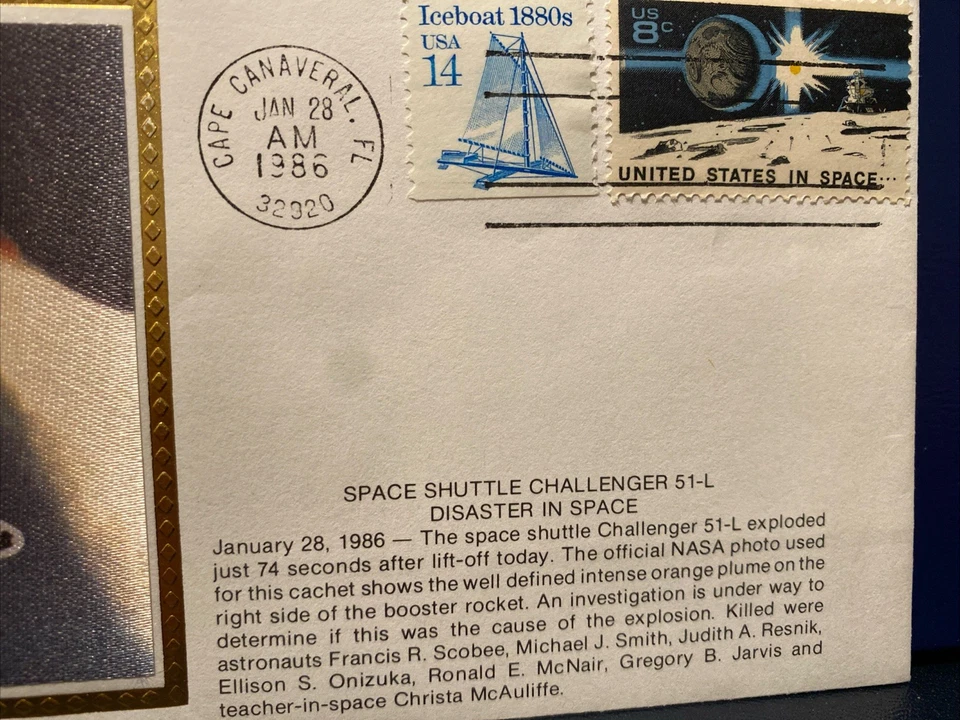 CAPE CANAVERAL, FL
JAN 28
AM
1986
32920
Iceboat 1880s
USA
14
US
8c
UNITED STATES IN SPACE...
SPACE SHUTTLE CHALLENGER 51-L
DISASTER IN SPACE
January 28, 1986 — The space shuttle Challenger 51-L exploded
just 74 seconds after lift-off today. The official NASA photo used
for this cachet shows the well defined intense orange plume on the
right side of the booster rocket. An investigation is under way to
determine if this was the cause of the explosion. Killed were
astronauts Francis R. Scobee, Michael J. Smith, Judith A. Resnik,
Ellison S. Onizuka, Ronald E. McNair, Gregory B. Jarvis and
teacher-in-space Christa McAuliffe.